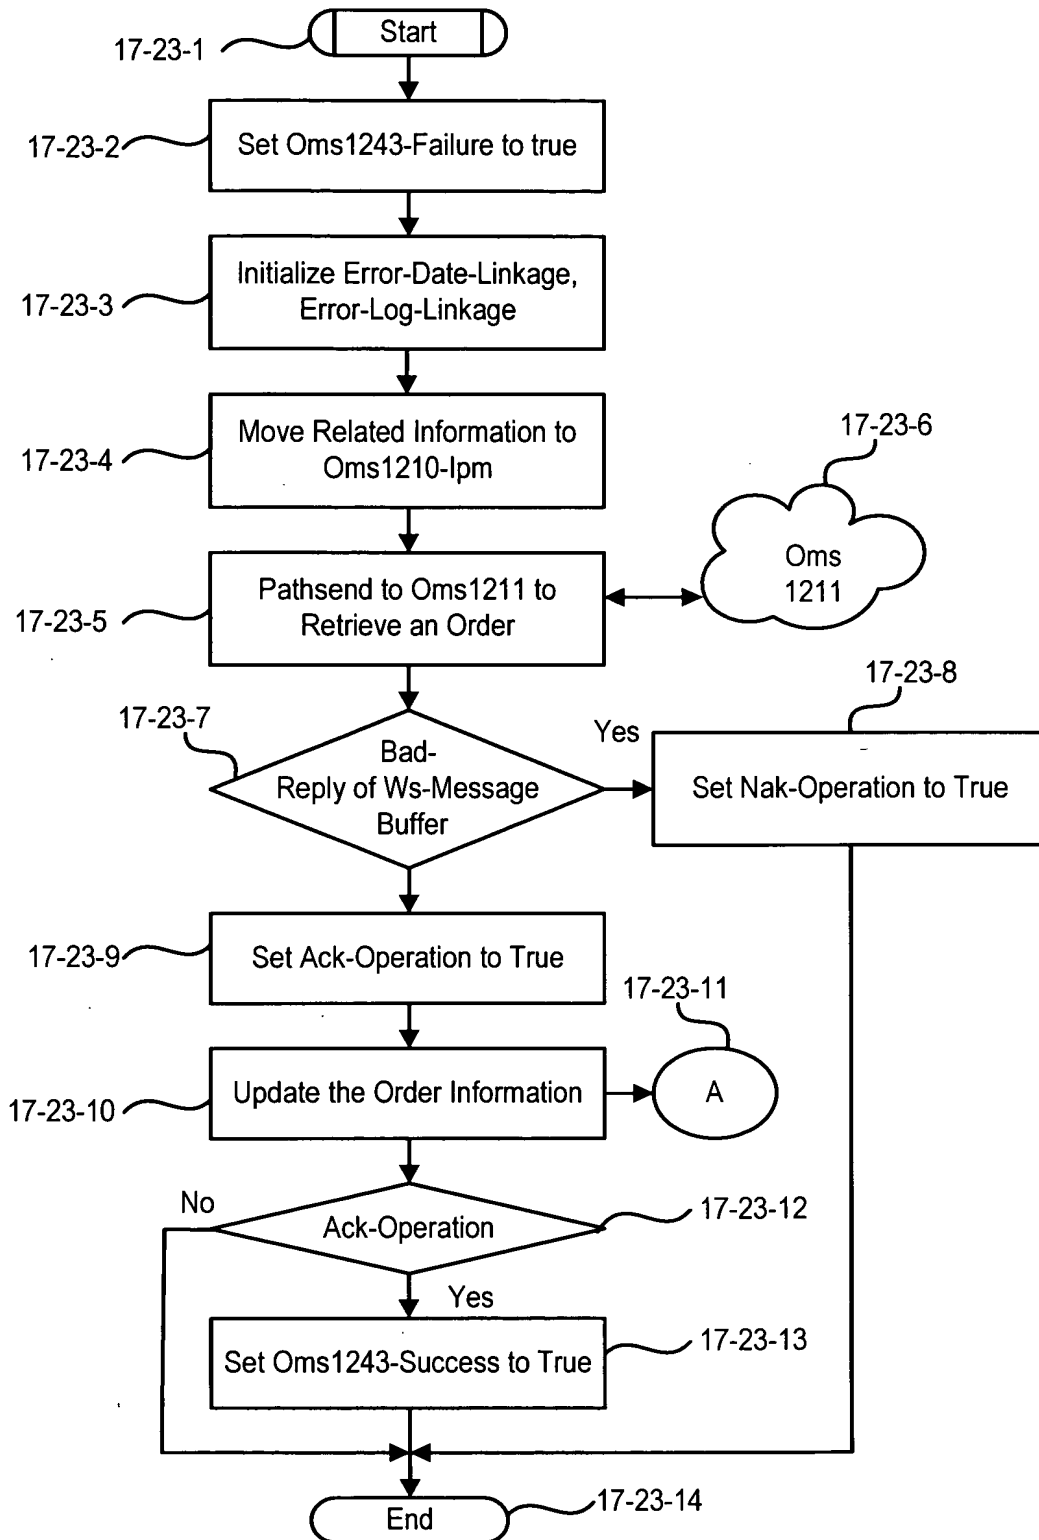 17-23-1
Start
17-23-2
Set Oms1243-Failure to true
17-23-3
Initialize Error-Date-Linkage,
Error-Log-Linkage
17-23-4
Move Related Information to
Oms1210-Ipm
17-23-6
Oms
1211
17-23-5
Pathsend to Oms1211 to
Retrieve an Order
17-23-7
Bad-
Reply of Ws-Message
Buffer
Yes
17-23-8
Set Nak-Operation to True
17-23-9
Set Ack-Operation to True
17-23-10
Update the Order Information
17-23-11
A
No
Ack-Operation
17-23-12
Yes
Set Oms1243-Success to True
17-23-13
End
17-23-14